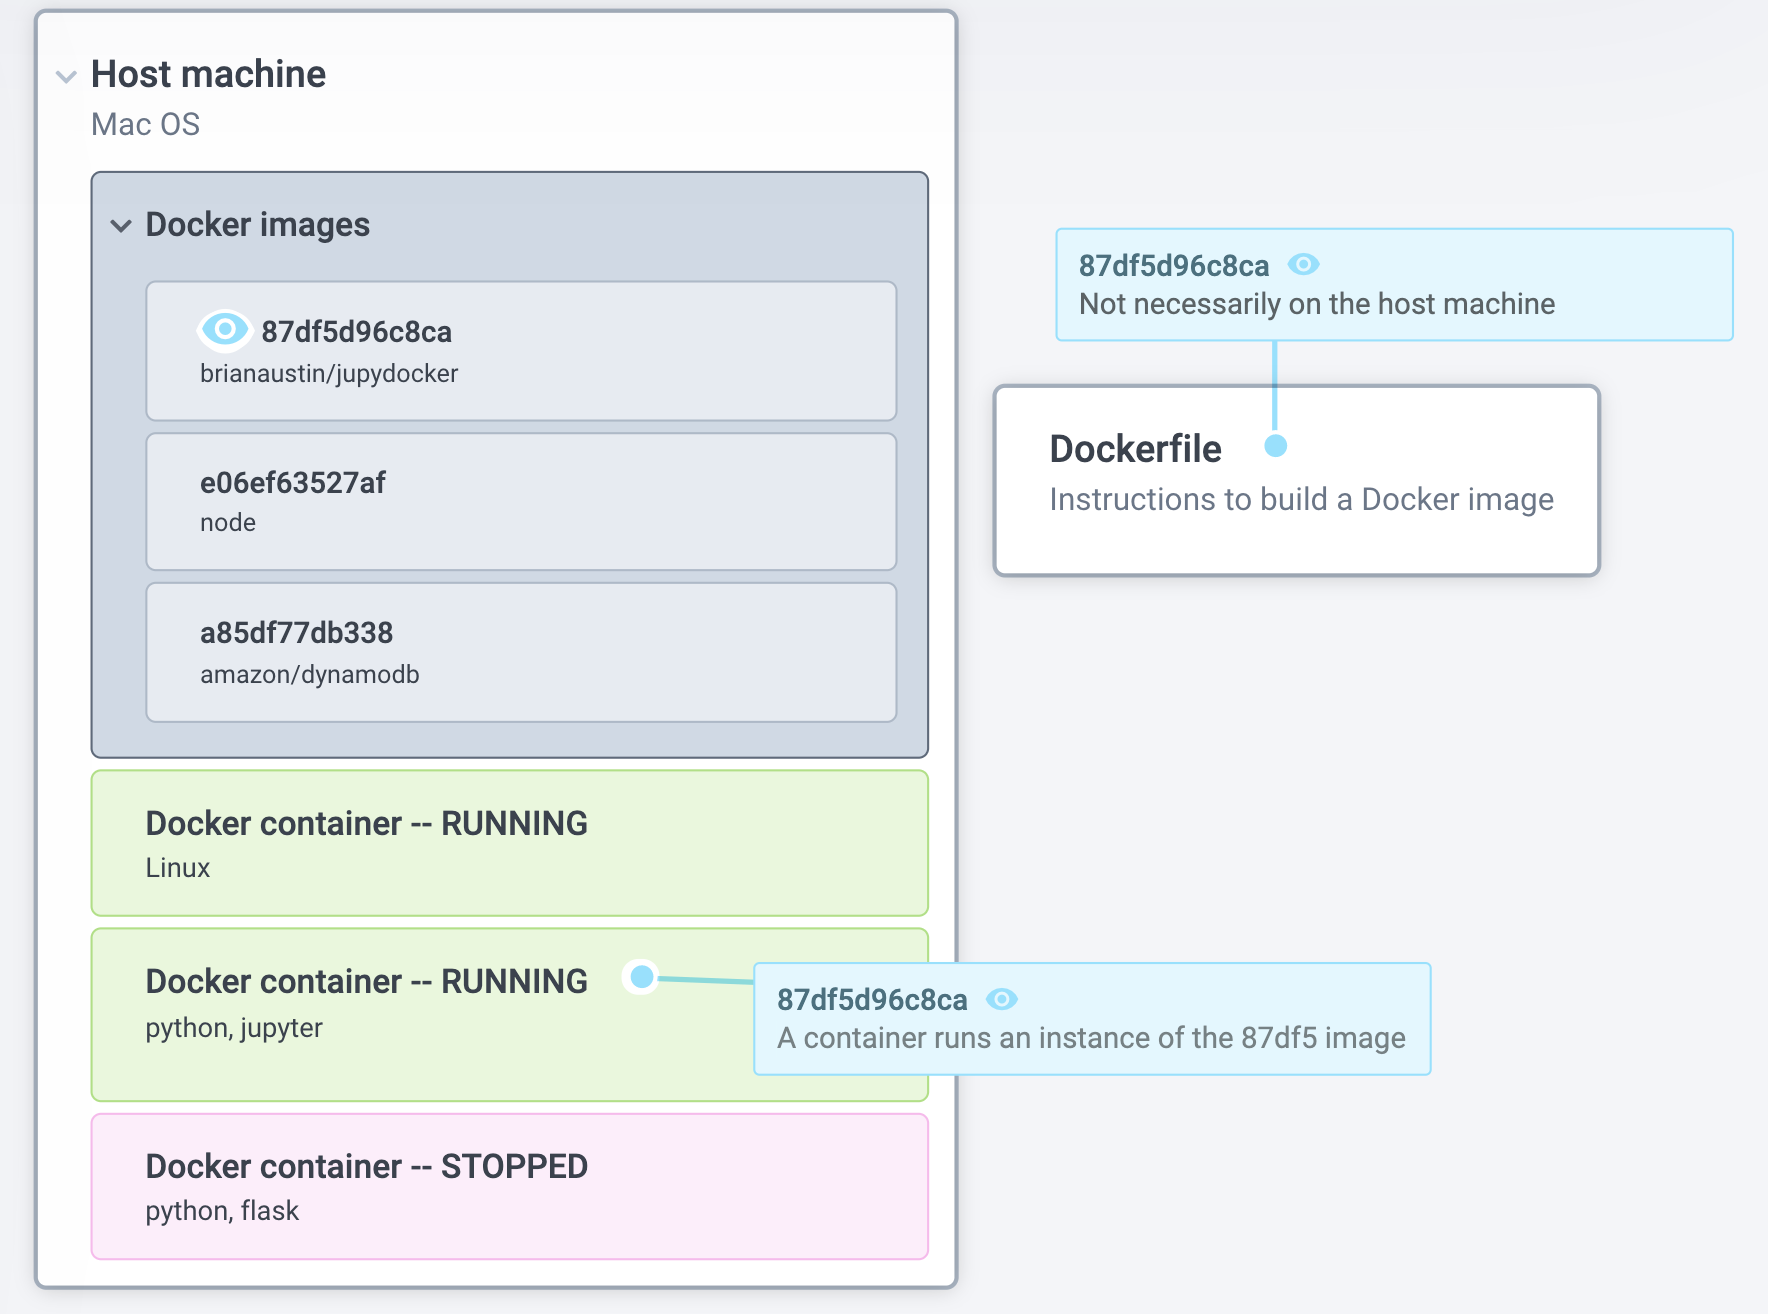 Host machine
Mac OS
Docker images
87df5d96c8ca
brianaustin/jupydocker
e06ef63527af
node
a85df77db338
amazon/dynamodb
Docker container -- RUNNING
Linux
Docker container -- RUNNING
python, jupyter
87df5d96c8ca
A container runs an instance of the 87df5 image
Docker container -- STOPPED
python, flask
87df5d96c8ca
Not necessarily on the host machine
Dockerfile
Instructions to build a Docker image